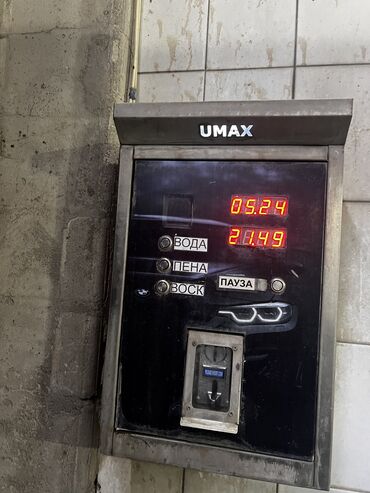 UMAX
05.24
21.49
ВОДА
ПЕНА
ПАУЗА
ВОСК